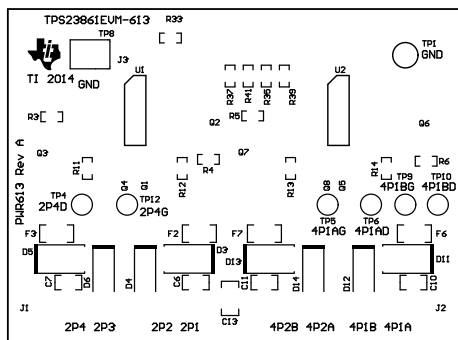 TPS23861EVM-613
R33
TP8
J3
TI 2014
GND
U1
U2
TP1
GND
R37
R41
R35
R39
R3
Q2
R5
Q6
Q3
Q7
R11
R12
R4
R13
R14
R6
PWR613 Rev A
TP4
2P4D
Q4
Q1
TP12
2P4G
Q8
Q5
TP5
4P1AG
TP6
4P1AD
TP9
4P1BG
TP10
4P1BD
F3
F2
F7
F6
D5
D3
D13
D11
C7
D6
D4
C6
C11
D14
D12
C10
J1
C13
J2
2P4 2P3 2P2 2P1 4P2B 4P2A 4P1B 4P1A